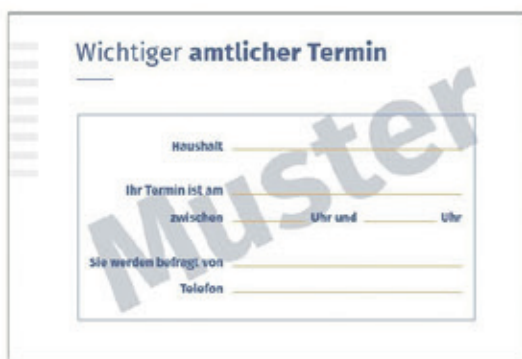 Wichtiger amtlicher Termin
Haushalt
Ihr Termin ist am
zwischen Uhr und Uhr
Sie werden befragt von
Telefon
Muster